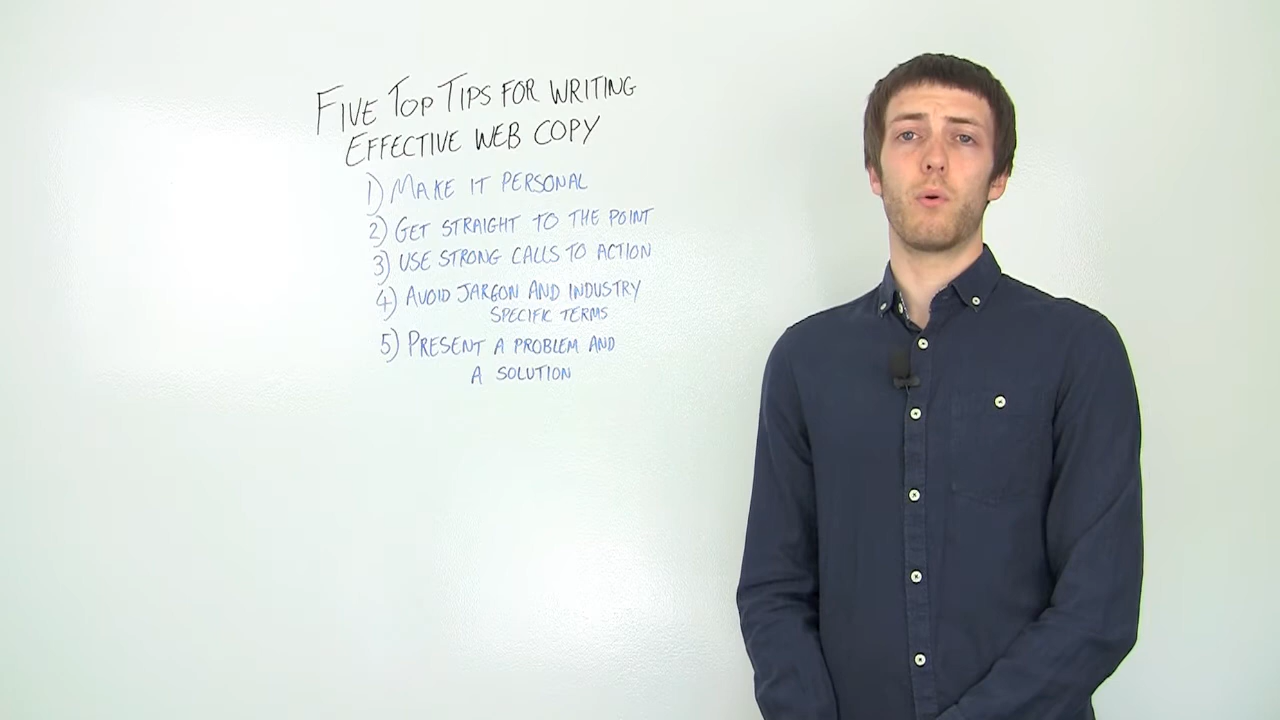 FIVE TOP TIPS FOR WRITING
EFFECTIVE WEB COPY
1) MAKE IT PERSONAL
2) GET STRAIGHT TO THE POINT
3) USE STRONG CALLS TO ACTION
4) AVOID JARGON AND INDUSTRY
SPECIFIC TERMS
5) PRESENT A PROBLEM AND
A SOLUTION